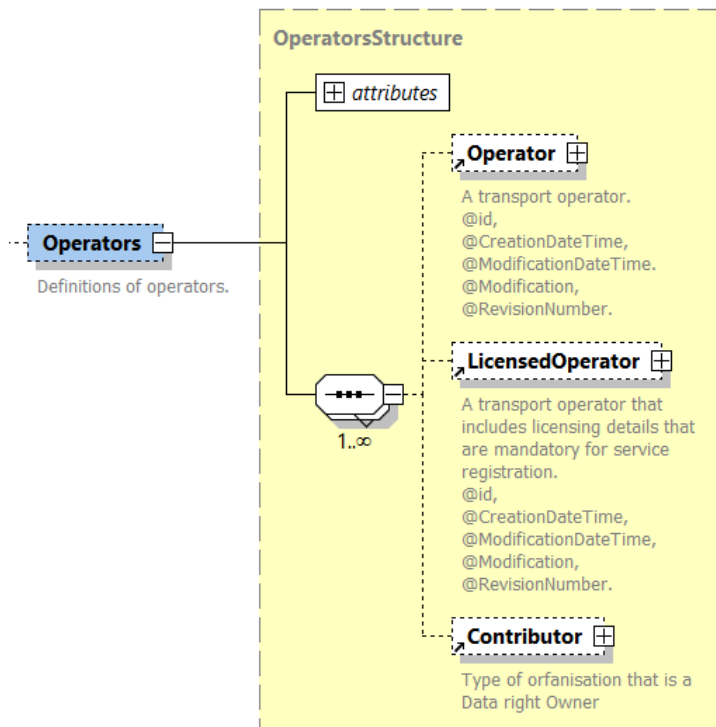 OperatorsStructure
attributes
Operator
A transport operator.
@id,
@CreationDateTime,
@ModificationDateTime.
@Modification,
@RevisionNumber.
Operators
Definitions of operators.
LicensedOperator
A transport operator that
includes licensing details that
are mandatory for service
registration.
@id,
@CreationDateTime,
@ModificationDateTime,
@Modification,
@RevisionNumber.
1..∞
Contributor
Type of orfanisation that is a
Data right Owner